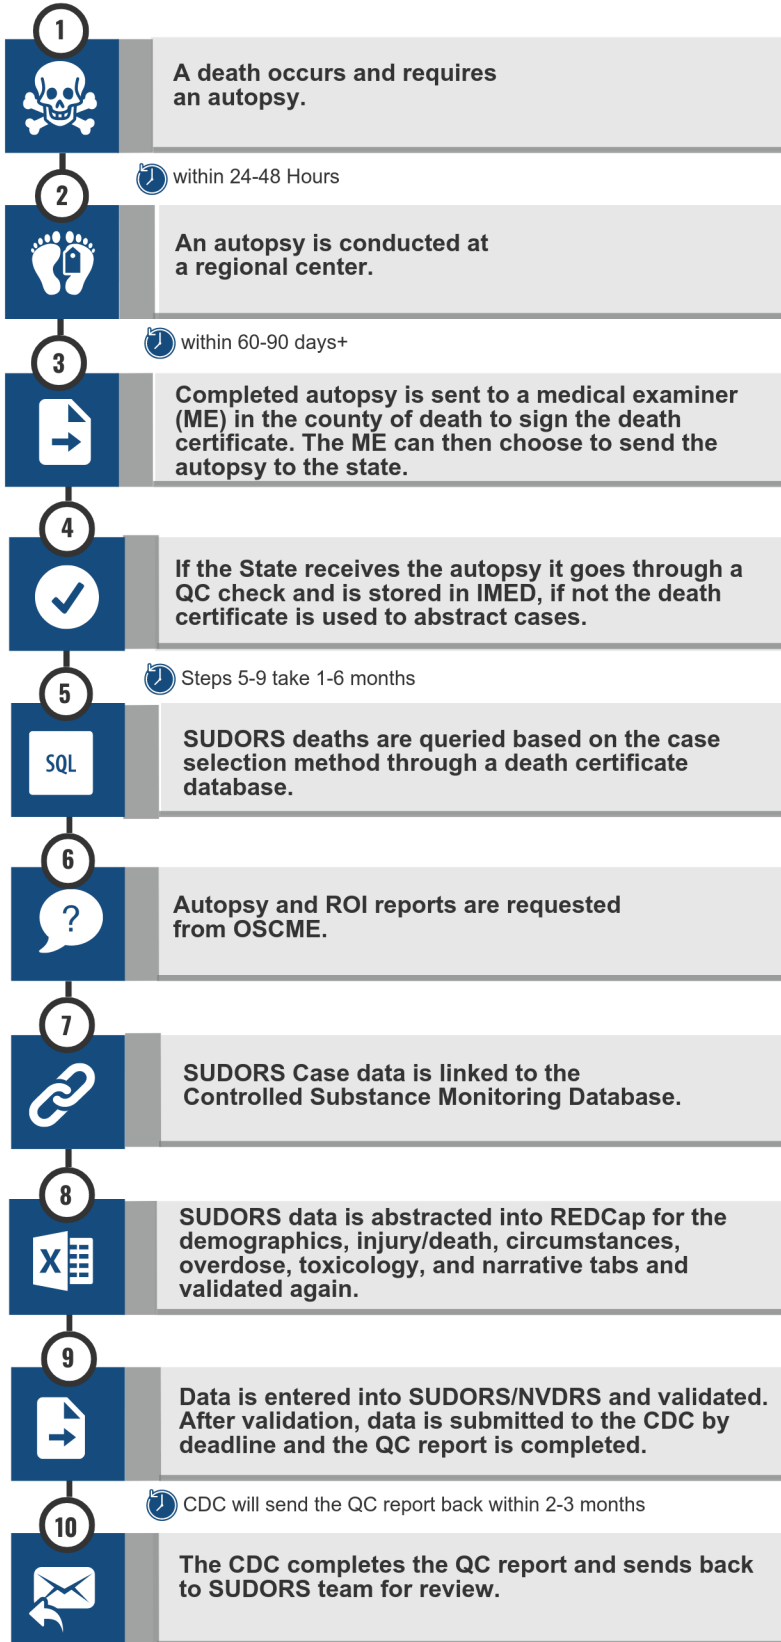 1
A death occurs and requires
an autopsy.
within 24-48 Hours
2
An autopsy is conducted at
a regional center.
within 60-90 days+
3
Completed autopsy is sent to a medical examiner
(ME) in the county of death to sign the death
certificate. The ME can then choose to send the
autopsy to the state.
4
If the State receives the autopsy it goes through a
QC check and is stored in IMED, if not the death
certificate is used to abstract cases.
Steps 5-9 take 1-6 months
5
SQL
SUDORS deaths are queried based on the case
selection method through a death certificate
database.
6
?
Autopsy and ROI reports are requested
from OSCME.
7
SUDORS Case data is linked to the
Controlled Substance Monitoring Database.
8
X
SUDORS data is abstracted into REDCap for the
demographics, injury/death, circumstances,
overdose, toxicology, and narrative tabs and
validated again.
9
Data is entered into SUDORS/NVDRS and validated.
After validation, data is submitted to the CDC by
deadline and the QC report is completed.
CDC will send the QC report back within 2-3 months
10
The CDC completes the QC report and sends back
to SUDORS team for review.